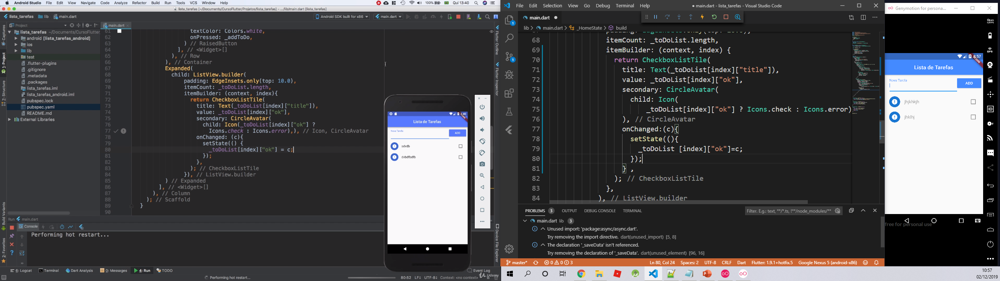 Android Studio File Edit View Navigate Code Analyze Refactor Build Run Tools VCS Window Help 100% Qui 13:40
lista_tarefas [~/Documents/CursoFlutter/Projetos/lista_tarefas] - .../lib/main.dart [lista_tarefas]
lista_tarefas lib main.dart Android SDK built for x86 main.dart
Project main.dart
lista_tarefas ~/Documents/CursoFlutter
android [lista_tarefas_android]
ios
lib
test
.flutter-plugins
.gitignore
.metadata
.packages
lista_tarefas.iml
lista_tarefas_android.iml
pubspec.lock
pubspec.yaml
README.md
External Libraries
Captures
1: Project
Z: Structure
Build Variants
2: Favorites
61 textColor: Colors.white,
62 onPressed: _addToDo,
63 ) // RaisedButton
64 ], // <Widget>[]
65 ), // Row
66 ), // Container
67 Expanded(
68 child: ListView.builder(
69 padding: EdgeInsets.only(top: 10.0),
70 itemCount: _toDoList.length,
71 itemBuilder: (context, index){
72 return CheckboxListTile(
73 title: Text(_toDoList[index]["title"]),
74 value: _toDoList[index]["ok"],
75 secondary: CircleAvatar(
76 child: Icon(_toDoList[index]["ok"] ?
77 Icons.check : Icons.error),), // Icon, CircleAvatar
78 onChanged: (c){
79 setState(() {
80 _toDoList[index]["ok"] = c;
81 });
82 },
83 ); // CheckboxListTile
84 }), // ListView.builder
85 ) // Expanded
86 ], // <Widget>[]
87 ), // Column
88 ); // Scaffold
89 }
90
Flutter Outline
Flutter Inspector
Device File Explorer
Lista de Tarefas
Nova Tarefa
ADD
sdvdb
dvbdfbdfb
Run main.dart
Console
Performing hot restart...
6: Logcat Terminal Dart Analysis 0: Messages 4: Run TODO Event Log
Performing hot restart... 80:52 LF UTF-8 Context: <no context>
Udemy
File Edit Selection View Go Debug Terminal Help ● main.dart - lista_tarefas - Visual Studio Code
main.dart
lib > main.dart > _HomeState > build
68 itemCount: _toDoList.length,
69 itemBuilder: (context, index) {
70 return CheckboxListTile(
71 title: Text(_toDoList[index]["title"]),
72 value: _toDoList[index]["ok"],
73 secondary: CircleAvatar(
74 child: Icon(
75 _toDoList[index]["ok"] ? Icons.check : Icons.error)
76 ), // CircleAvatar
77 onChanged:(c){
78 setState((){
79 _toDoList [index]["ok"]=c;
80 });
81 } ,
82 ); // CheckboxListTile
83 },
84 ), // ListView.builder
PROBLEMS 3 OUTPUT DEBUG CONSOLE TERMINAL Filter. E.g.: text, **/*.ts, !**/node_modules/**
main.dart lib 3
Unused import: 'package:async/async.dart'.
Try removing the import directive. dart(unused_import) [5, 8]
The declaration '_saveData' isn't referenced.
Try removing the declaration of '_saveData'. dart(unused_element) [96, 16]
master* 0 0 3 Ln 80, Col 24 Spaces: 2 UTF-8 CRLF Dart Flutter: 1.9.1+hotfix.5 Google Nexus 5 (android-x86)
Genymotion for persona...
8:57
DEBUG
Lista de Tarefas
Nova Tarefa
ADD
jhjkhkjh
jhklhj
free for personal use
Open GAPPS
GPS
ID
10:57
02/12/2019